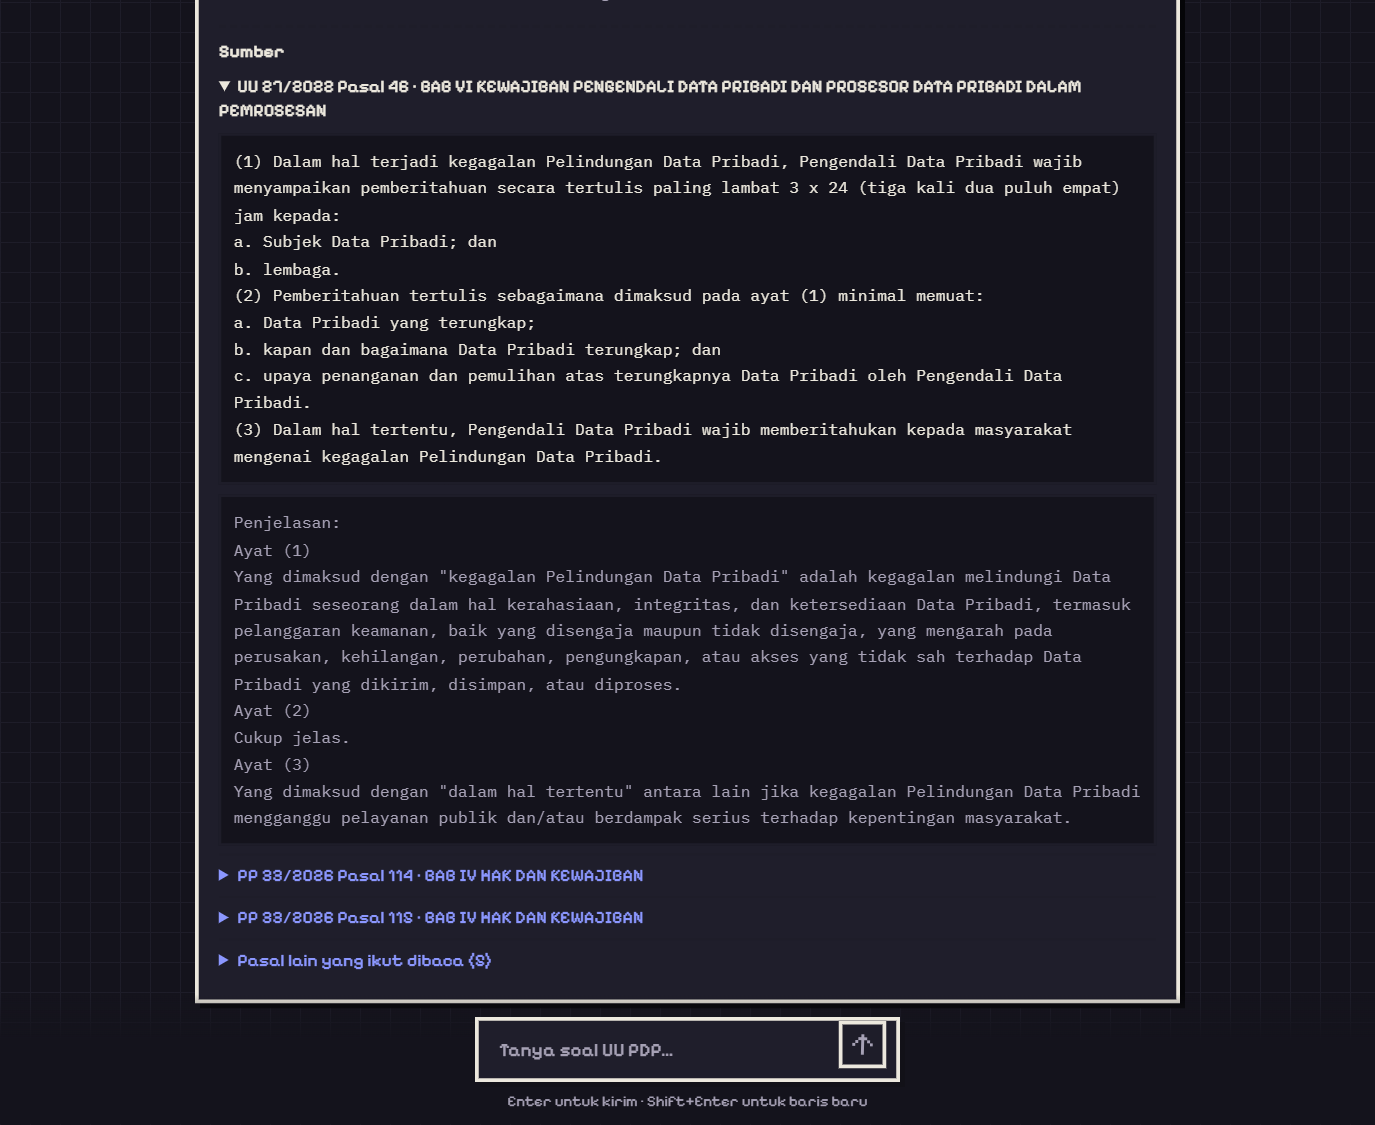 Sumber
▼ UU 27/2022 Pasal 46 · BAB VI KEWAJIBAN PENGENDALI DATA PRIBADI DAN PROSESOR DATA PRIBADI DALAM
PEMROSESAN
(1) Dalam hal terjadi kegagalan Pelindungan Data Pribadi, Pengendali Data Pribadi wajib
menyampaikan pemberitahuan secara tertulis paling lambat 3 x 24 (tiga kali dua puluh empat)
jam kepada:
a. Subjek Data Pribadi; dan
b. lembaga.
(2) Pemberitahuan tertulis sebagaimana dimaksud pada ayat (1) minimal memuat:
a. Data Pribadi yang terungkap;
b. kapan dan bagaimana Data Pribadi terungkap; dan
c. upaya penanganan dan pemulihan atas terungkapnya Data Pribadi oleh Pengendali Data
Pribadi.
(3) Dalam hal tertentu, Pengendali Data Pribadi wajib memberitahukan kepada masyarakat
mengenai kegagalan Pelindungan Data Pribadi.
Penjelasan:
Ayat (1)
Yang dimaksud dengan "kegagalan Pelindungan Data Pribadi" adalah kegagalan melindungi Data
Pribadi seseorang dalam hal kerahasiaan, integritas, dan ketersediaan Data Pribadi, termasuk
pelanggaran keamanan, baik yang disengaja maupun tidak disengaja, yang mengarah pada
perusakan, kehilangan, perubahan, pengungkapan, atau akses yang tidak sah terhadap Data
Pribadi yang dikirim, disimpan, atau diproses.
Ayat (2)
Cukup jelas.
Ayat (3)
Yang dimaksud dengan "dalam hal tertentu" antara lain jika kegagalan Pelindungan Data Pribadi
mengganggu pelayanan publik dan/atau berdampak serius terhadap kepentingan masyarakat.
▶ PP 33/2026 Pasal 114 · BAB IV HAK DAN KEWAJIBAN
▶ PP 33/2026 Pasal 115 · BAB IV HAK DAN KEWAJIBAN
▶ Pasal lain yang ikut dibaca (5)
Tanya soal UU PDP...
Enter untuk kirim · Shift+Enter untuk baris baru